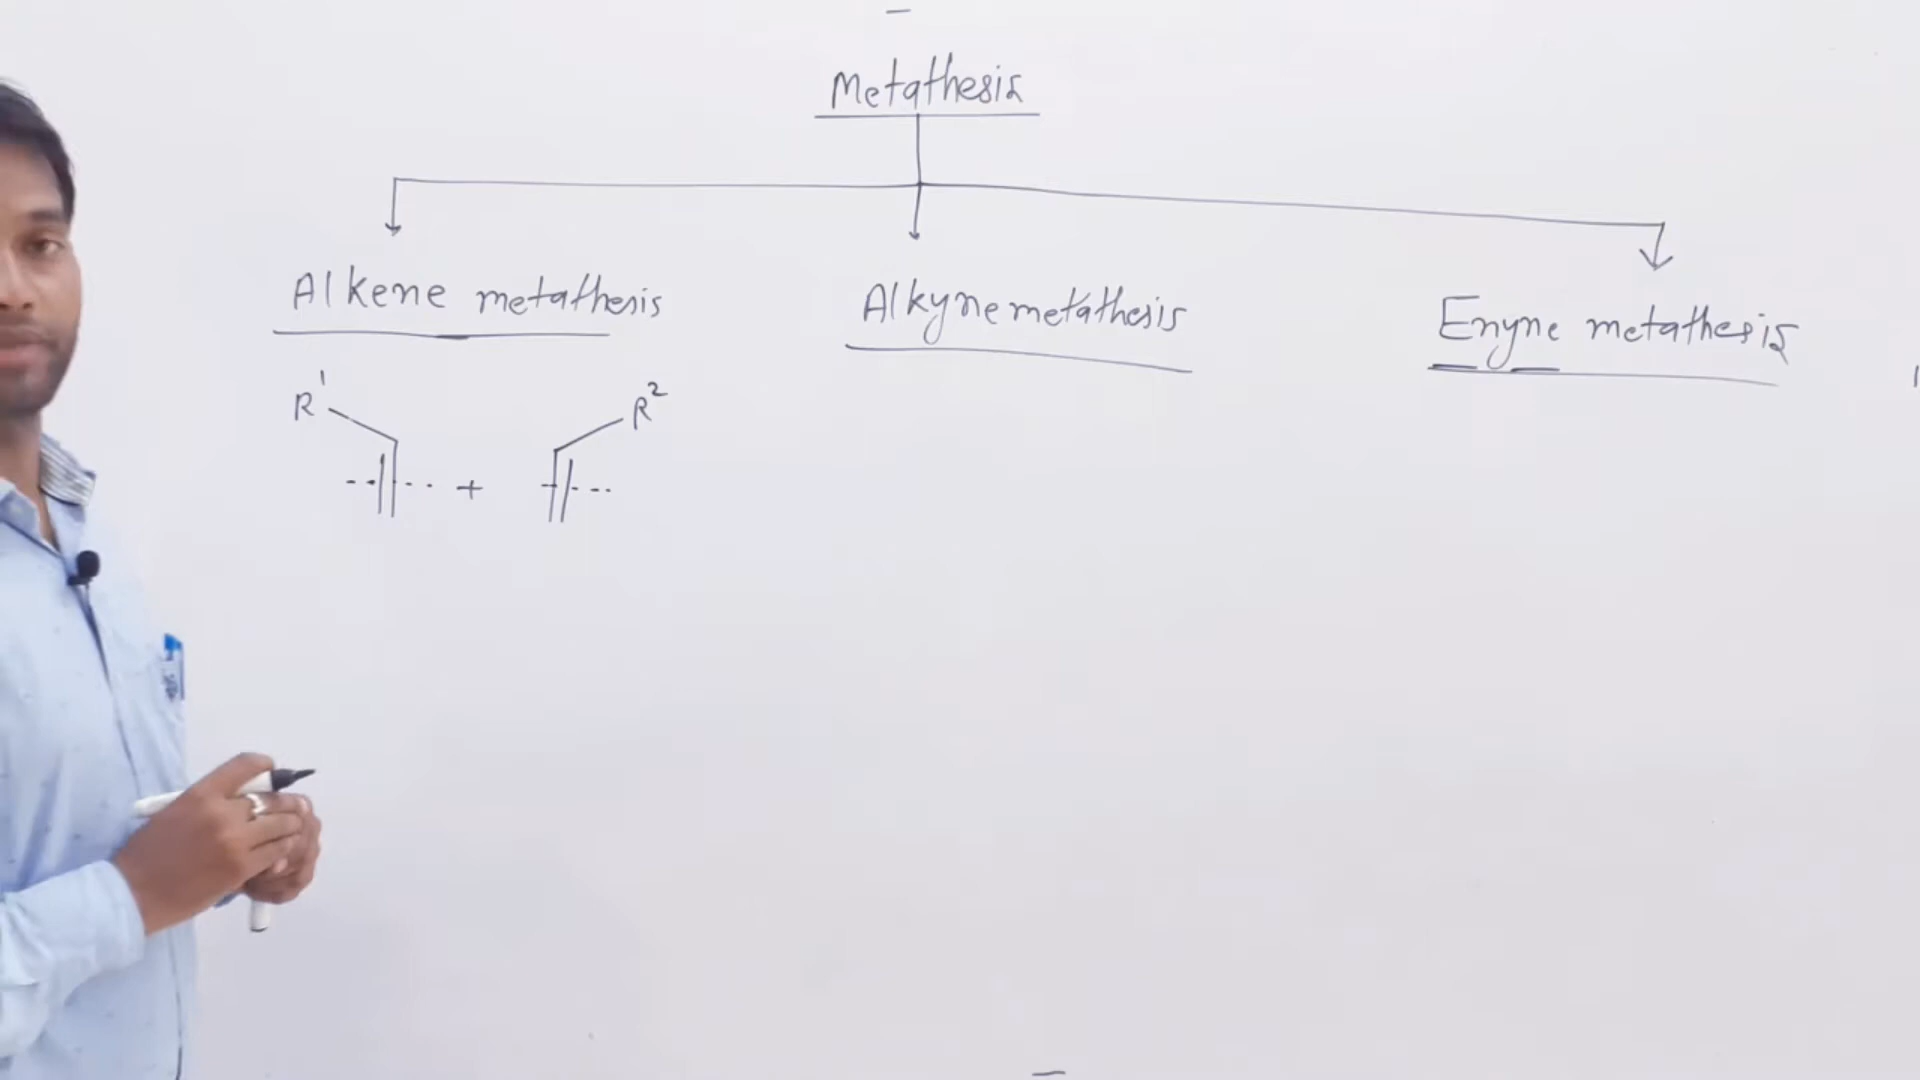 Metathesis
Alkene metathesis
Alkyne metathesis
Enyne metathesis
R¹ R²
+